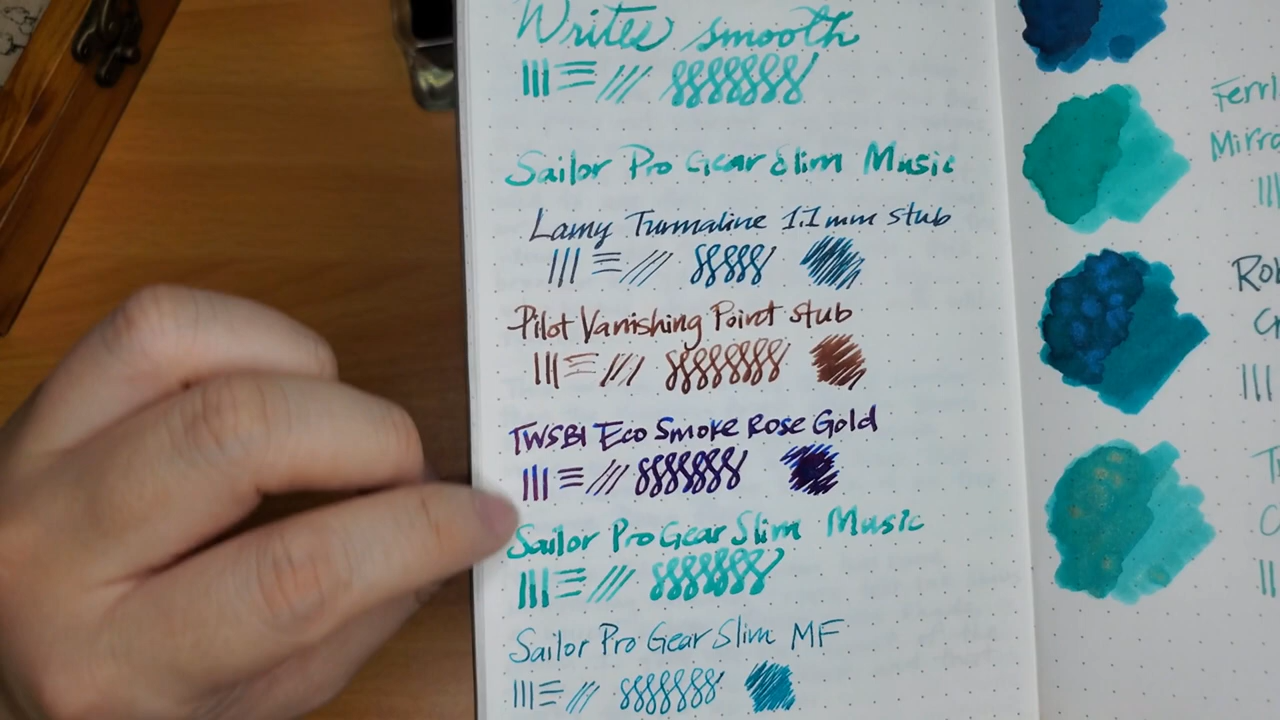 Writes smooth
Sailor Pro Gear Slim Music
Lamy Turmaline 1.1mm stub
Pilot Vanishing Point stub
TWSBI Eco Smoke Rose Gold
Sailor Pro Gear Slim Music
Sailor Pro Gear Slim MF